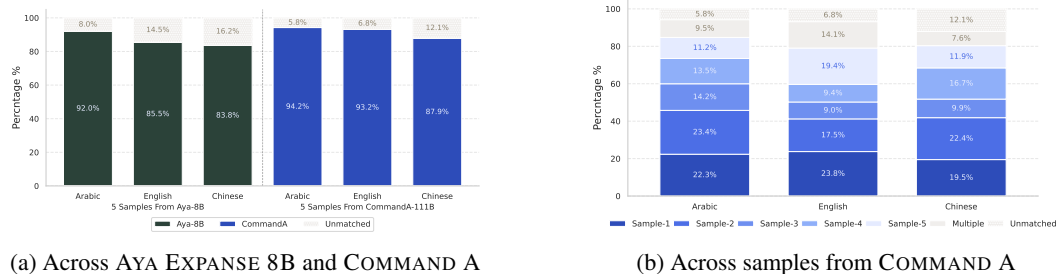 100
80
60
40
20
0
Percntage %
8.0%
14.5%
16.2%
5.8%
6.8%
12.1%
92.0%
85.5%
83.8%
94.2%
93.2%
87.9%
Arabic English Chinese Arabic English Chinese
5 Samples From Aya-8B 5 Samples From CommandA-111B
Aya-8B CommandA Unmatched
(a) Across AYA EXPANSE 8B and COMMAND A
100
80
60
40
20
0
Percntage %
5.8% 6.8% 12.1%
9.5% 14.1% 7.6%
11.2% 19.4% 11.9%
13.5% 9.4% 16.7%
14.2% 9.0% 9.9%
23.4% 17.5% 22.4%
22.3% 23.8% 19.5%
Arabic English Chinese
Sample-1 Sample-2 Sample-3 Sample-4 Sample-5 Multiple Unmatched
(b) Across samples from COMMAND A